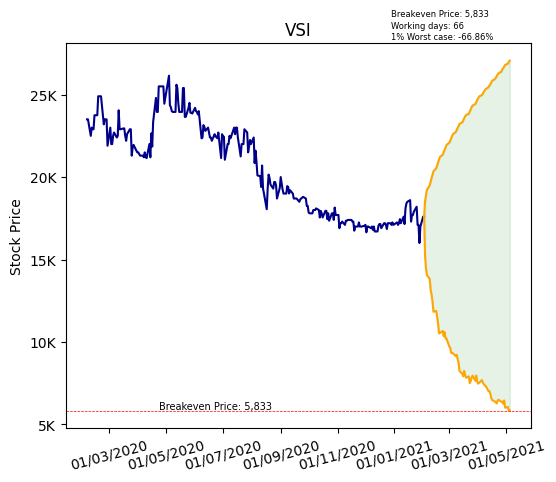 Breakeven Price: 5,833
Working days: 66
1% Worst case: -66.86%
VSI
Stock Price
25K
20K
15K
10K
5K
Breakeven Price: 5,833
01/03/2020
01/05/2020
01/07/2020
01/09/2020
01/11/2020
01/01/2021
01/03/2021
01/05/2021